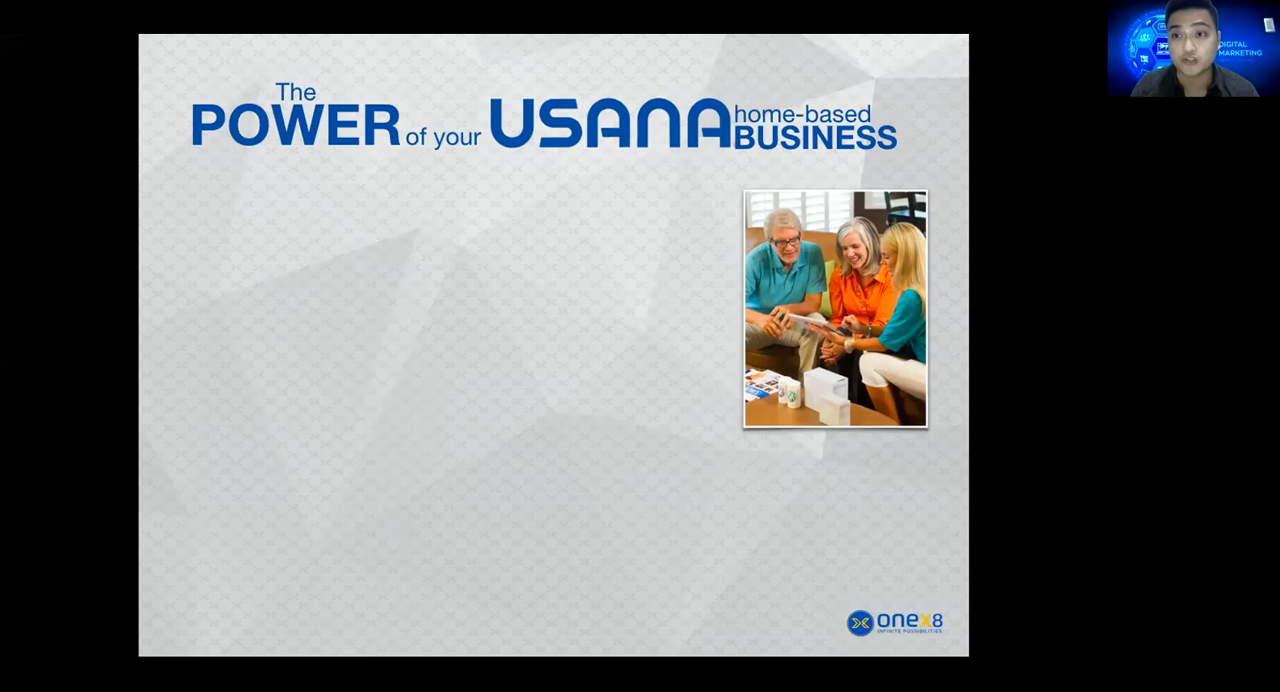 The
POWER of your USANA home-based
BUSINESS
DIGITAL
MARKETING
onex8
INFINITE POSSIBILITIES